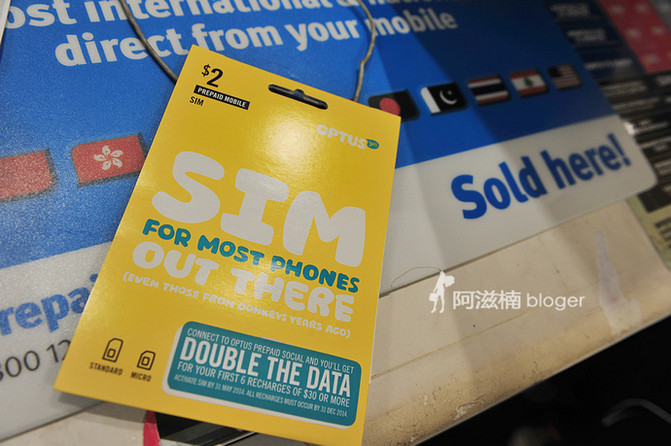 ost international &
direct from your mobile
$2
PREPAID MOBILE
SIM
OPTUS
SIM
FOR MOST PHONES
OUT THERE
(EVEN THOSE FROM DONKEYS YEARS AGO)
STANDARD
MICRO
CONNECT TO OPTUS PREPAID SOCIAL AND YOU'LL GET
DOUBLE THE DATA
FOR YOUR FIRST 6 RECHARGES OF $30 OR MORE
ACTIVATE SIM BY 31 MAY 2014. ALL RECHARGES MUST OCCUR BY 31 DEC 2014.
Sold here!
repai
300 12
阿滋楠 bloger